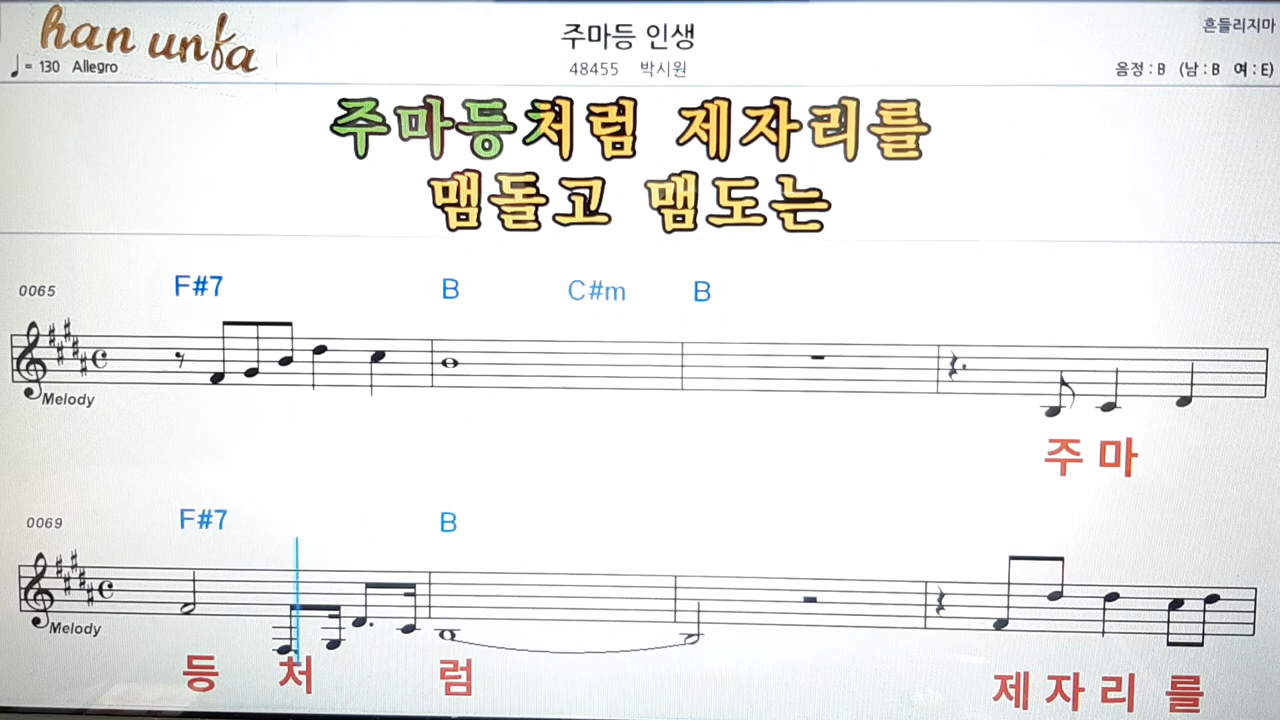 han unfa
주마등 인생
흔들리지마
♩= 130 Allegro
48455 박시원
음정 : B (남 : B 여 : E)
주마등처럼 제자리를
맴돌고 맴도는
0065 F#7 B C#m B
Melody
주 마
0069 F#7 B
Melody
등 처 럼 제 자 리 를